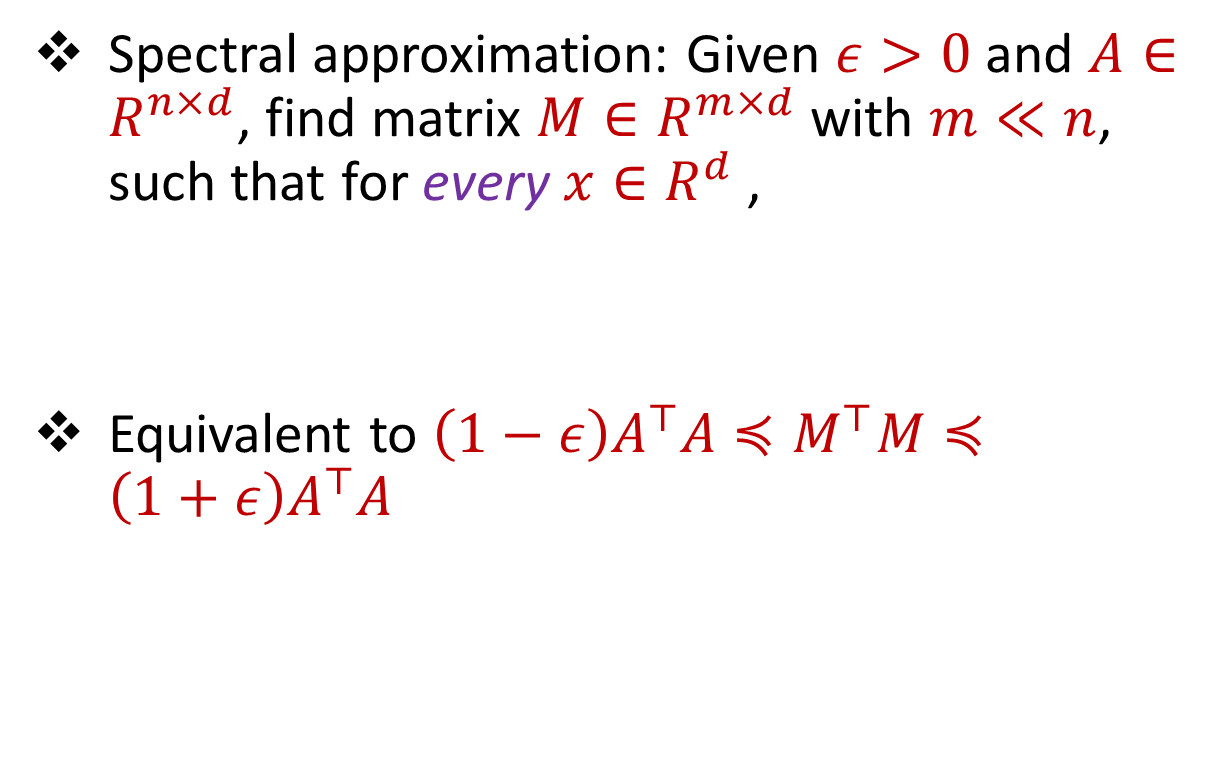 ❖ Spectral approximation: Given ϵ > 0 and A ∈
R^{n×d}, find matrix M ∈ R^{m×d} with m ≪ n,
such that for every x ∈ R^d ,
❖ Equivalent to (1 − ϵ)A^⊤A ≼ M^⊤M ≼
(1 + ϵ)A^⊤A